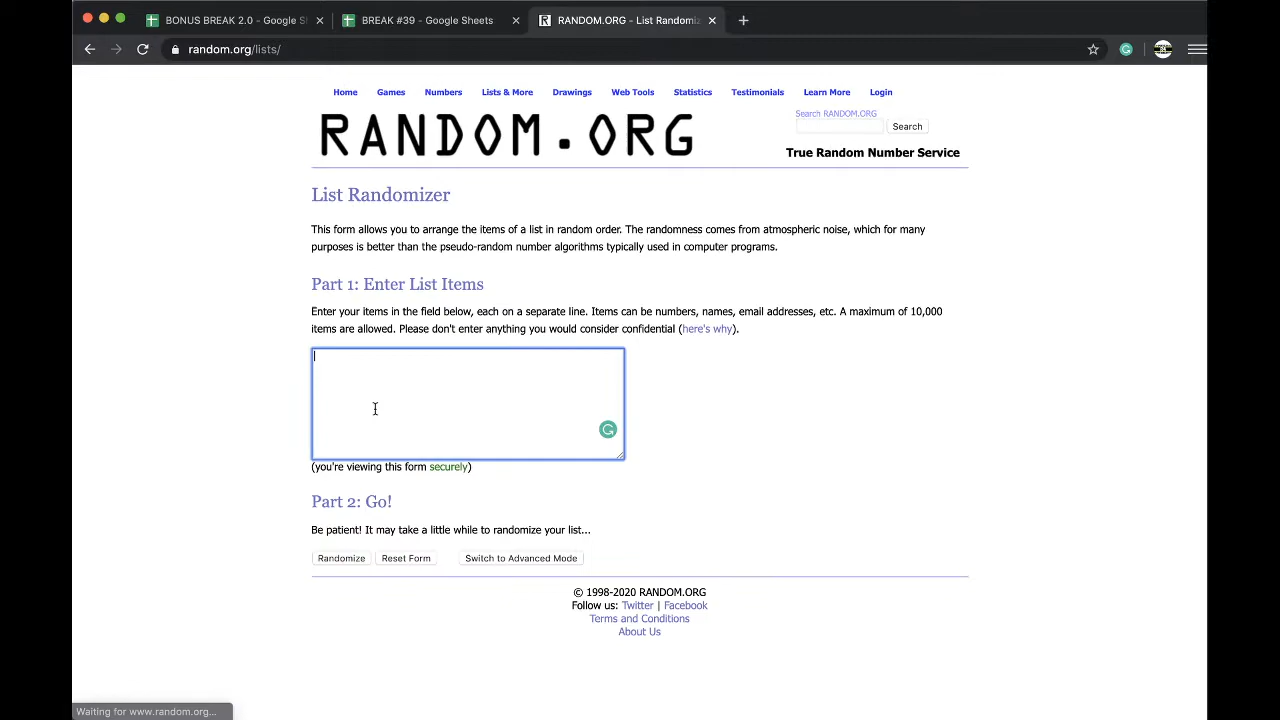 BONUS BREAK 2.0 - Google S
BREAK #39 - Google Sheets
RANDOM.ORG - List Randomiz
random.org/lists/
Home Games Numbers Lists & More Drawings Web Tools Statistics Testimonials Learn More Login
Search RANDOM.ORG
RANDOM.ORG
Search
True Random Number Service
List Randomizer
This form allows you to arrange the items of a list in random order. The randomness comes from atmospheric noise, which for many
purposes is better than the pseudo-random number algorithms typically used in computer programs.
Part 1: Enter List Items
Enter your items in the field below, each on a separate line. Items can be numbers, names, email addresses, etc. A maximum of 10,000
items are allowed. Please don't enter anything you would consider confidential (here's why).
(you're viewing this form securely)
Part 2: Go!
Be patient! It may take a little while to randomize your list...
Randomize Reset Form Switch to Advanced Mode
© 1998-2020 RANDOM.ORG
Follow us: Twitter | Facebook
Terms and Conditions
About Us
Waiting for www.random.org...